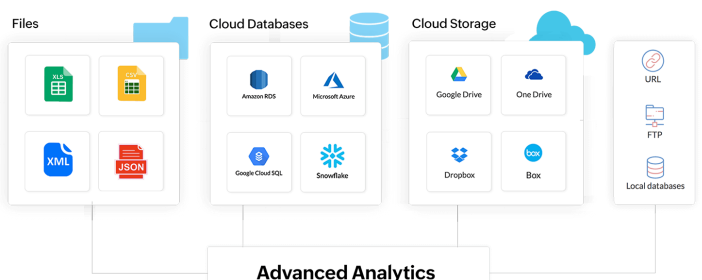 Files
Cloud Databases
Cloud Storage
XLS
CSV
Amazon RDS
Microsoft Azure
Google Drive
One Drive
URL
FTP
XML
JSON
Google Cloud SQL
Snowflake
Dropbox
box
Box
Local databases
Advanced Analytics